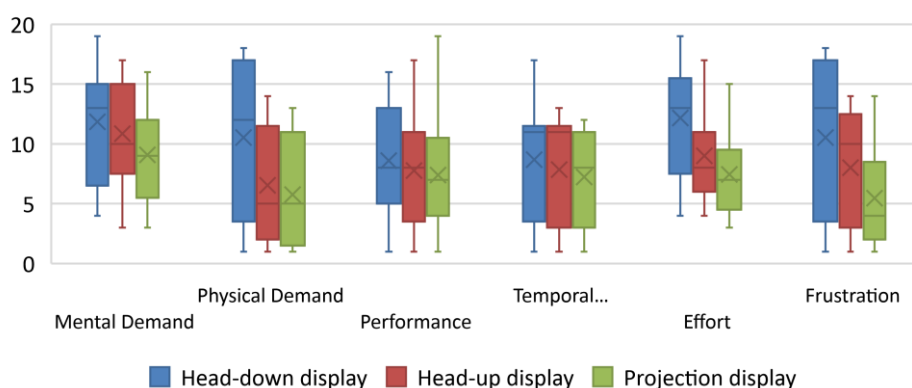 20
15
10
5
0
Physical Demand Temporal... Frustration
Mental Demand Performance Effort
Head-down display Head-up display Projection display